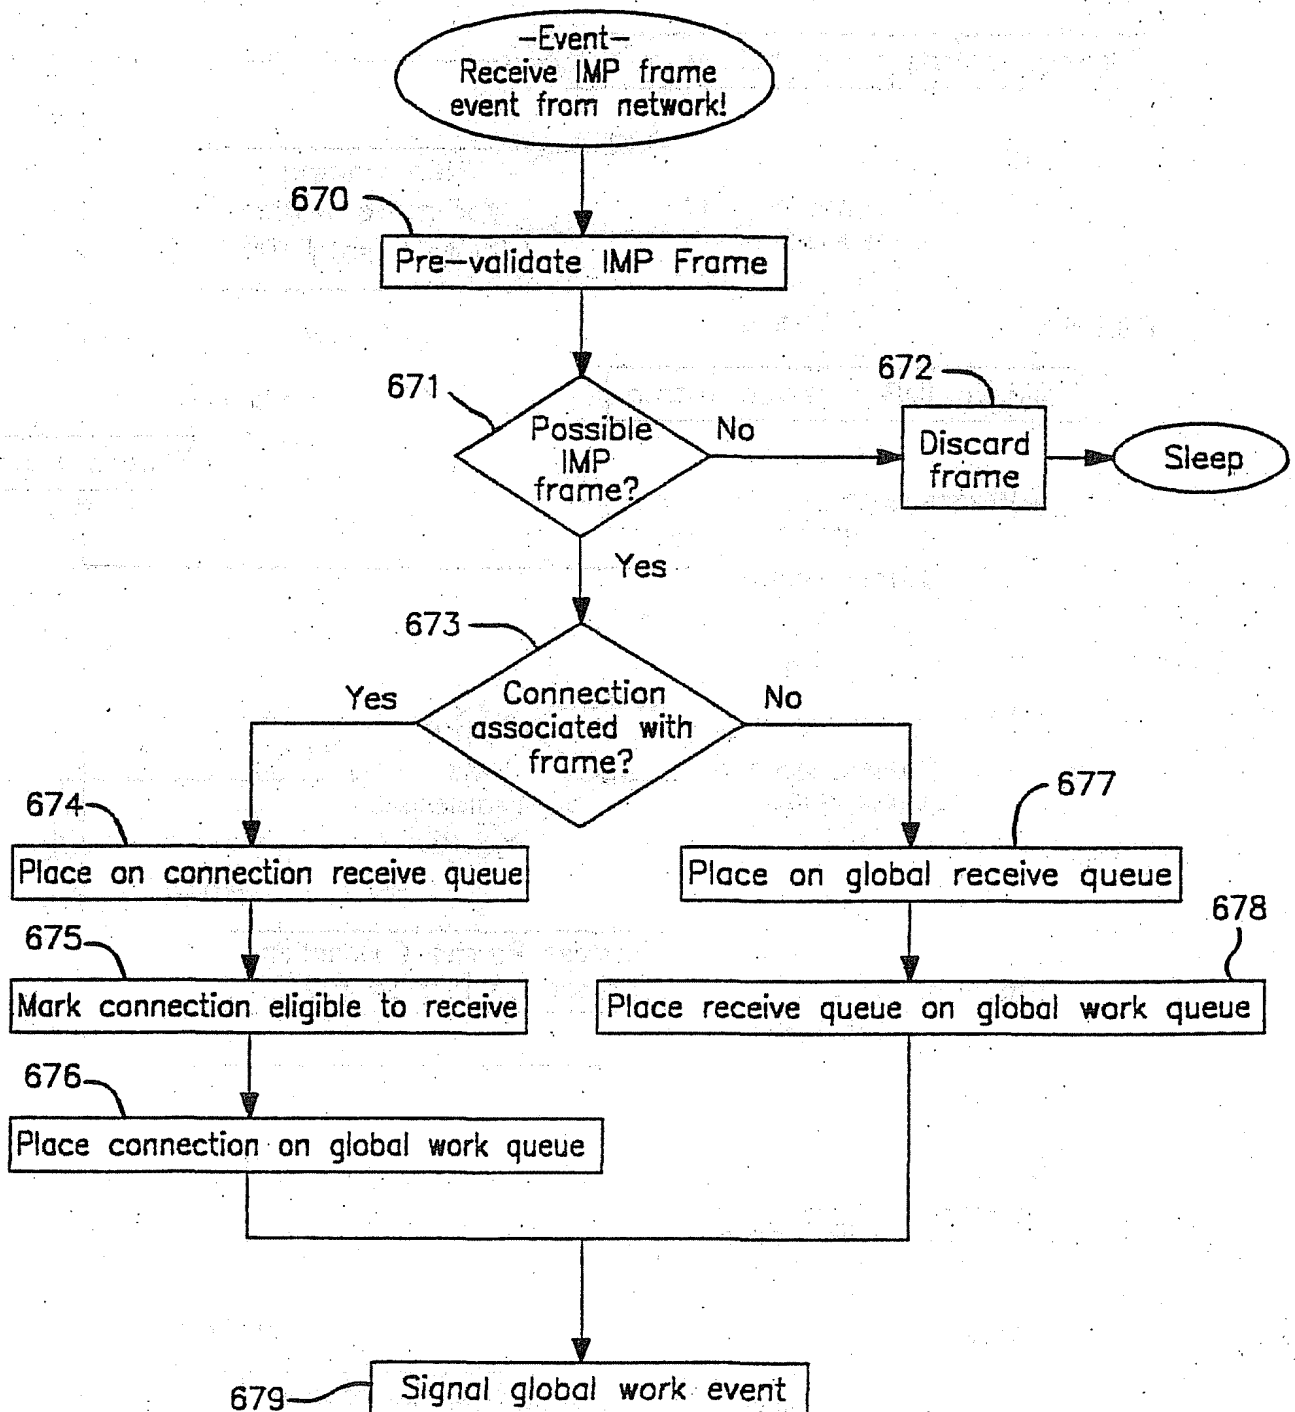 —Event—
Receive IMP frame
event from network!
670
Pre—validate IMP Frame
671
Possible
IMP
frame?
No
672
Discard
frame
Sleep
Yes
673
Connection
associated with
frame?
Yes
No
674
Place on connection receive queue
677
Place on global receive queue
675
Mark connection eligible to receive
678
Place receive queue on global work queue
676
Place connection on global work queue
679
Signal global work event